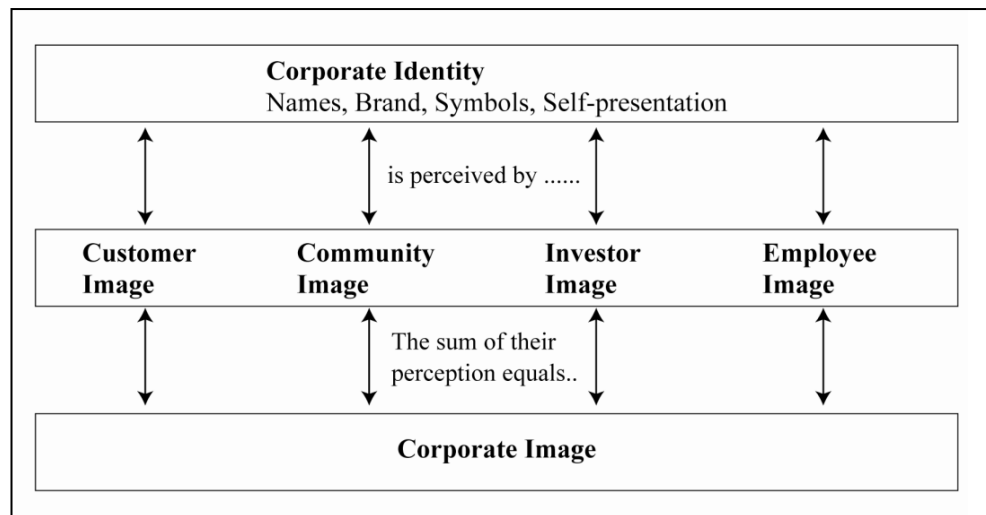 Corporate Identity
Names, Brand, Symbols, Self-presentation
is perceived by ......
Customer Image
Community Image
Investor Image
Employee Image
The sum of their
perception equals..
Corporate Image